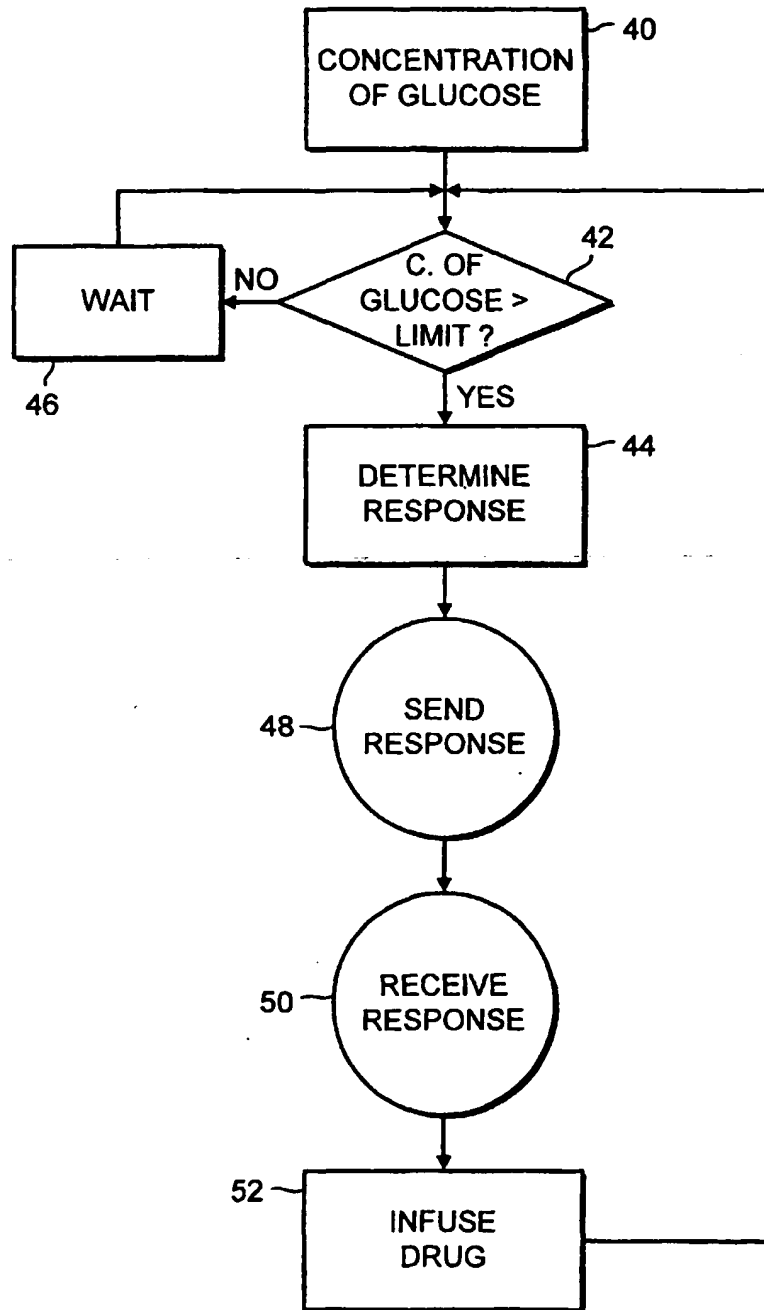 40
CONCENTRATION
OF GLUCOSE
42
C. OF
GLUCOSE >
LIMIT ?
NO
WAIT
46
YES
44
DETERMINE
RESPONSE
48
SEND
RESPONSE
50
RECEIVE
RESPONSE
52
INFUSE
DRUG